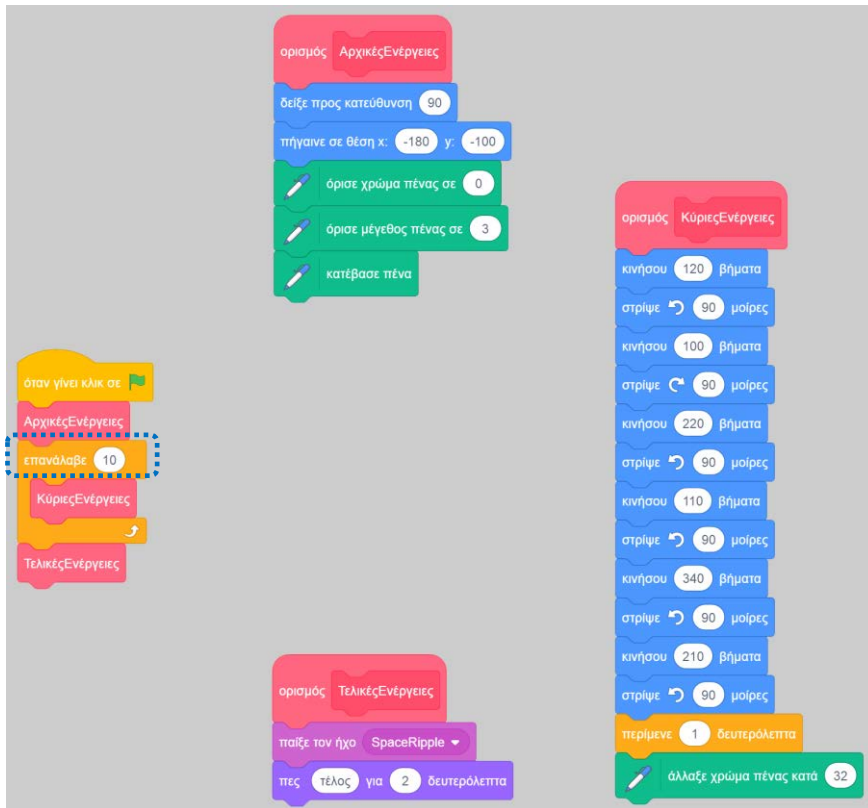 ορισμός ΑρχικέςΕνέργειες
δείξε προς κατεύθυνση 90
πήγαινε σε θέση x: -180 y: -100
όρισε χρώμα πένας σε 0
όρισε μέγεθος πένας σε 3
κατέβασε πένα
όταν γίνει κλικ σε
ΑρχικέςΕνέργειες
επανάλαβε 10
ΚύριεςΕνέργειες
ΤελικέςΕνέργειες
ορισμός ΤελικέςΕνέργειες
παίξε τον ήχο SpaceRipple
πες τέλος για 2 δευτερόλεπτα
ορισμός ΚύριεςΕνέργειες
κινήσου 120 βήματα
στρίψε 90 μοίρες
κινήσου 100 βήματα
στρίψε 90 μοίρες
κινήσου 220 βήματα
στρίψε 90 μοίρες
κινήσου 110 βήματα
στρίψε 90 μοίρες
κινήσου 340 βήματα
στρίψε 90 μοίρες
κινήσου 210 βήματα
στρίψε 90 μοίρες
περίμενε 1 δευτερόλεπτα
άλλαξε χρώμα πένας κατά 32